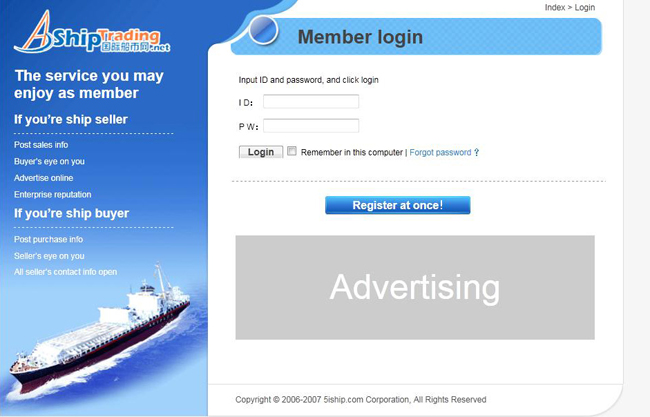 Index > Login
AShipTrading
国际船币网.net
Member login
The service you may
enjoy as member
If you're ship seller
Post sales info
Buyer's eye on you
Advertise online
Enterprise reputation
If you're ship buyer
Post purchase info
Seller's eye on you
All seller's contact info open
Input ID and password, and click login
I D:
P W:
Login Remember in this computer | Forgot password ?
Register at once!
Advertising
Copyright © 2006-2007 5iship.com Corporation, All Rights Reserved